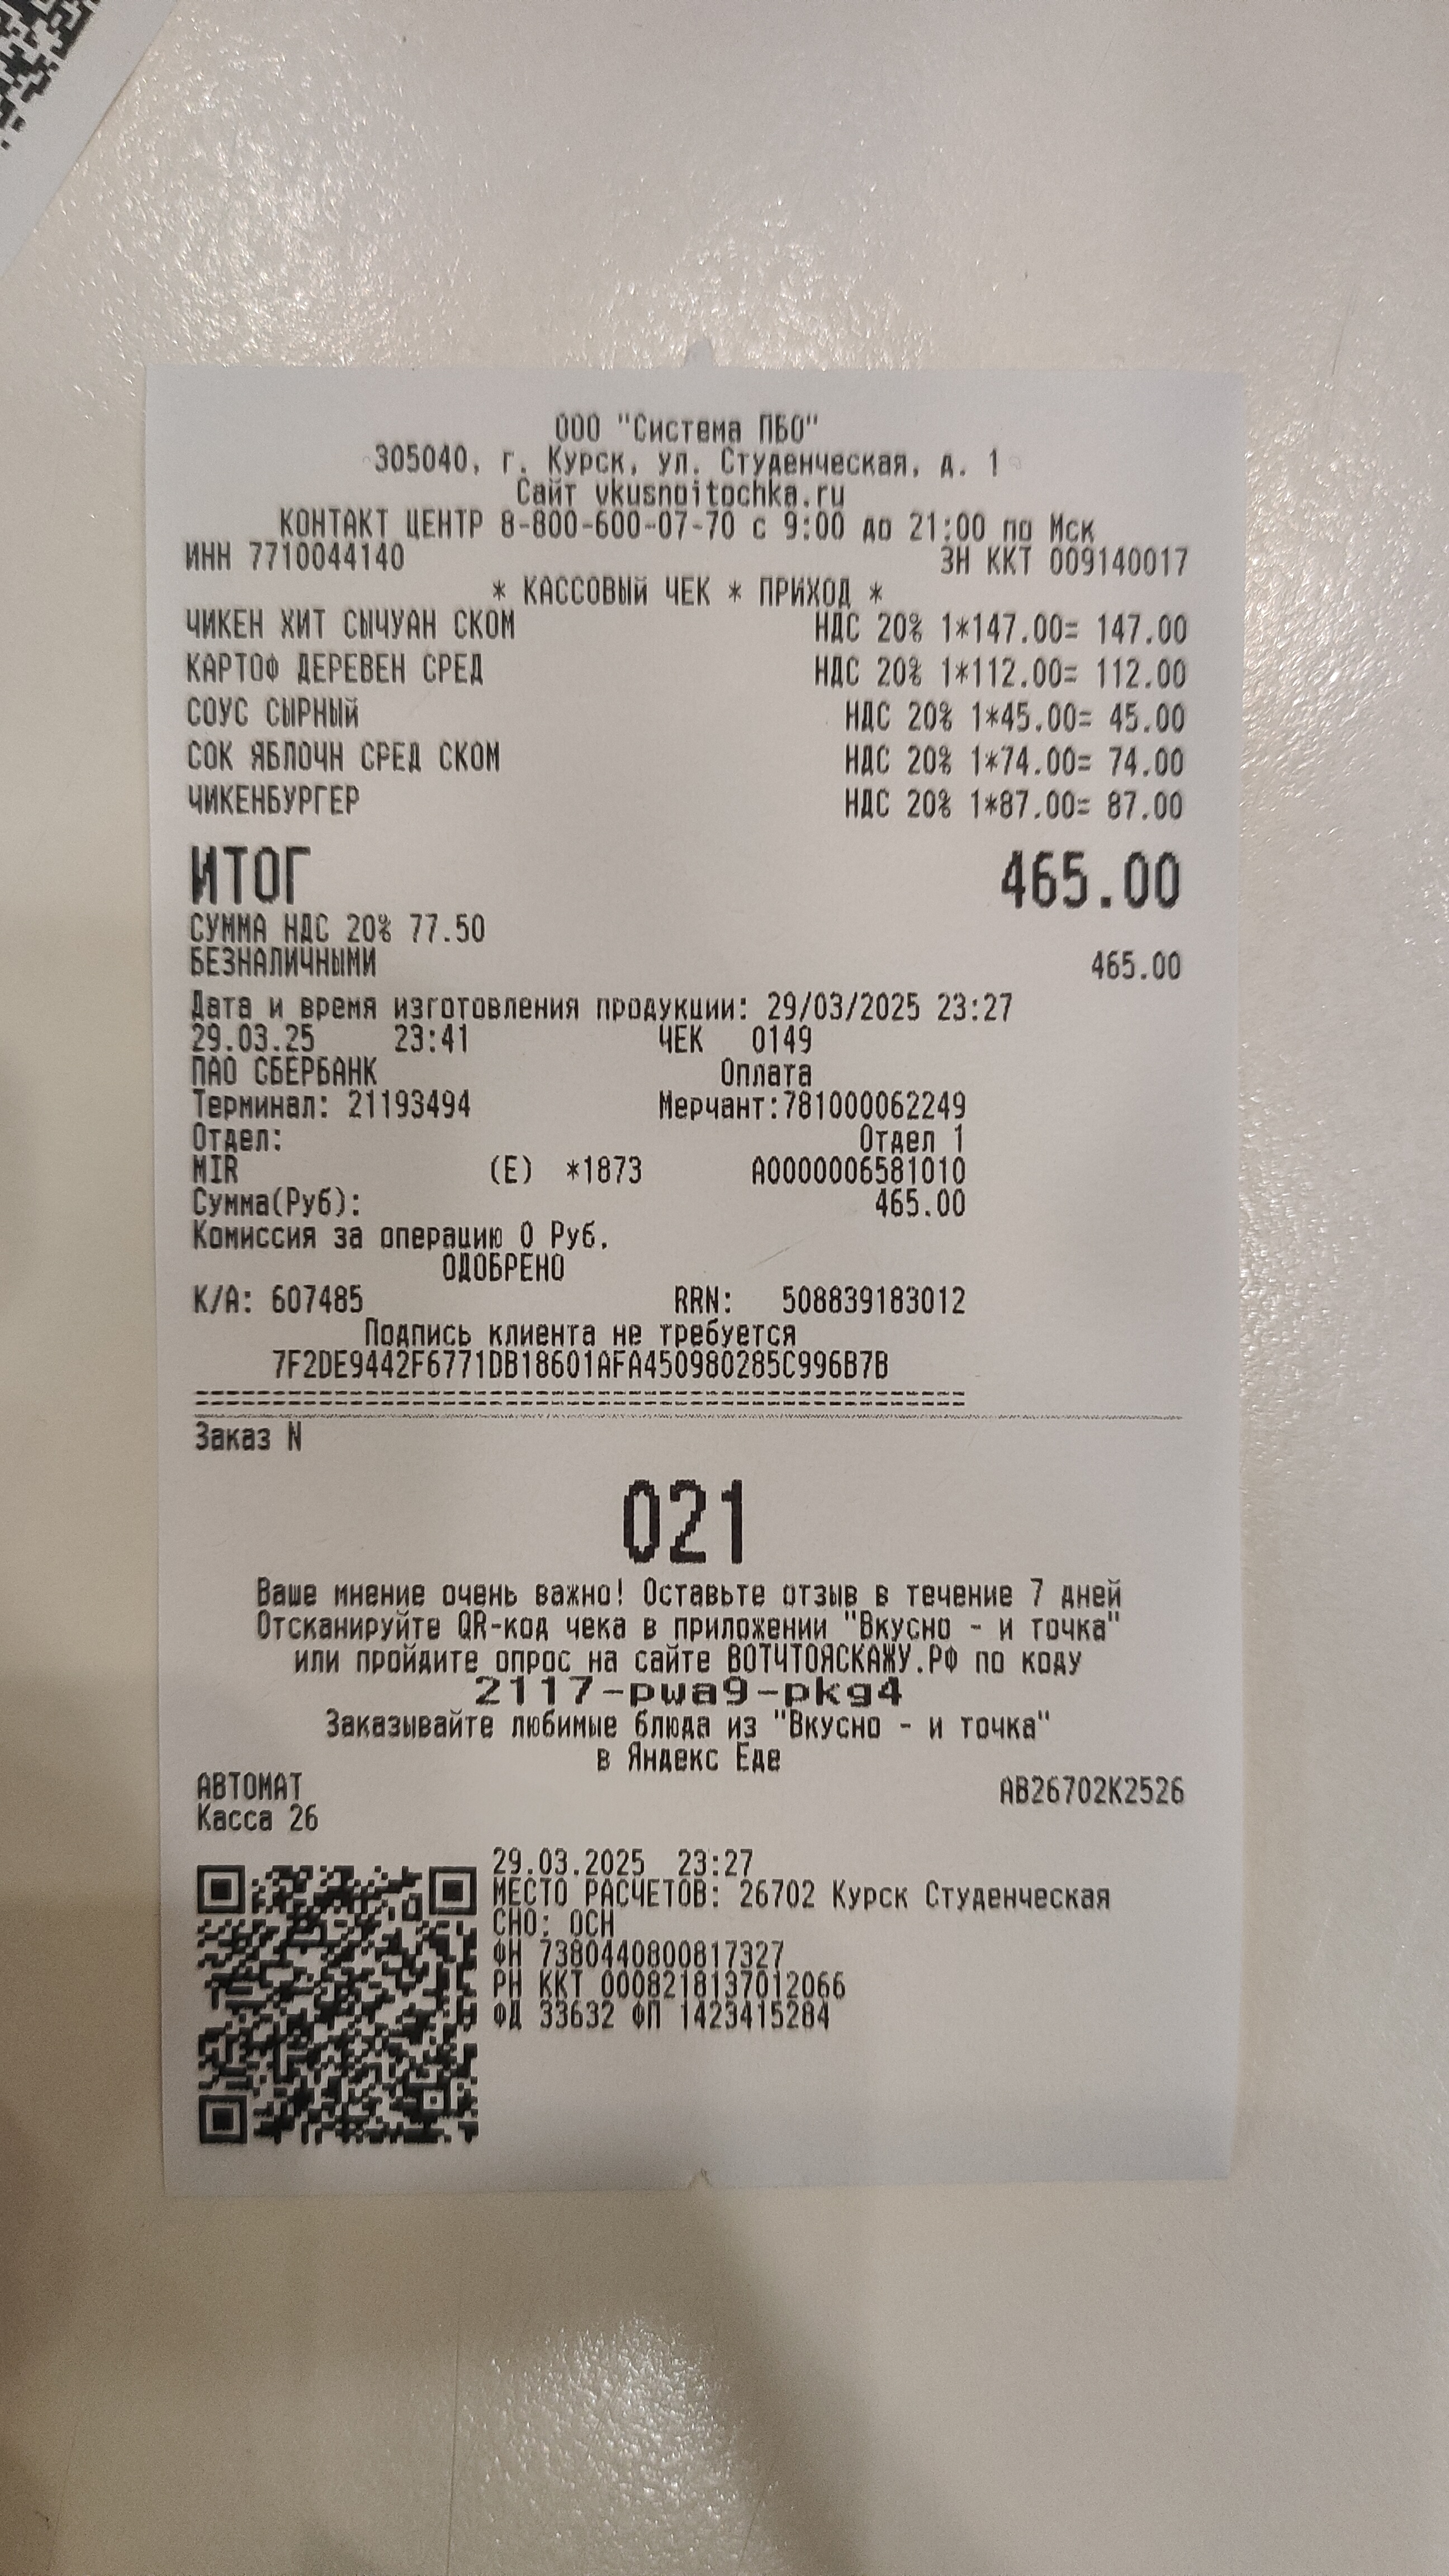 ООО "Система ПБО"
305040, г. Курск, ул. Студенческая, д. 1
Сайт vkusnoitochka.ru
КОНТАКТ ЦЕНТР 8-800-600-07-70 с 9:00 до 21:00 по Мск
ИНН 7710044140 ЗН ККТ 009140017
* КАССОВЫЙ ЧЕК * ПРИХОД *
ЧИКЕН ХИТ СЫЧУАН СКОМ НДС 20% 1*147.00= 147.00
КАРТОФ ДЕРЕВЕН СРЕД НДС 20% 1*112.00= 112.00
СОУС СЫРНЫЙ НДС 20% 1*45.00= 45.00
СОК ЯБЛОЧН СРЕД СКОМ НДС 20% 1*74.00= 74.00
ЧИКЕНБУРГЕР НДС 20% 1*87.00= 87.00
ИТОГ 465.00
СУММА НДС 20% 77.50
БЕЗНАЛИЧНЫМИ 465.00
Дата и время изготовления продукции: 29/03/2025 23:27
29.03.25 23:41 ЧЕК 0149
ПАО СБЕРБАНК Оплата
Терминал: 21193494 Мерчант:781000062249
Отдел: Отдел 1
MIR (E) *1873 A0000006581010
Сумма(Руб): 465.00
Комиссия за операцию 0 Руб.
ОДОБРЕНО
К/А: 607485 RRN: 508839183012
Подпись клиента не требуется
7F2DE9442F6771DB18601AFA450980285C996B7B
==================================================
Заказ N
021
Ваше мнение очень важно! Оставьте отзыв в течение 7 дней
Отсканируйте QR-код чека в приложении "Вкусно - и точка"
или пройдите опрос на сайте ВОТЧТОЯСКАЖУ.РФ по коду
2117-pwa9-pkg4
Заказывайте любимые блюда из "Вкусно - и точка"
в Яндекс Еде
АВТОМАТ AB26702K2526
Касса 26
29.03.2025 23:27
МЕСТО РАСЧЕТОВ: 26702 Курск Студенческая
СНО: ОСН
ФН 7380440800817327
РН ККТ 0008218137012066
ФД 33632 ФП 1423415284